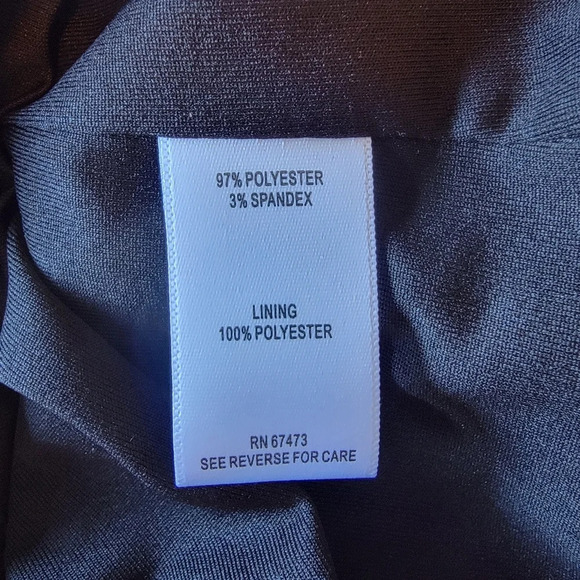 97% POLYESTER
3% SPANDEX
LINING
100% POLYESTER
RN 67473
SEE REVERSE FOR CARE